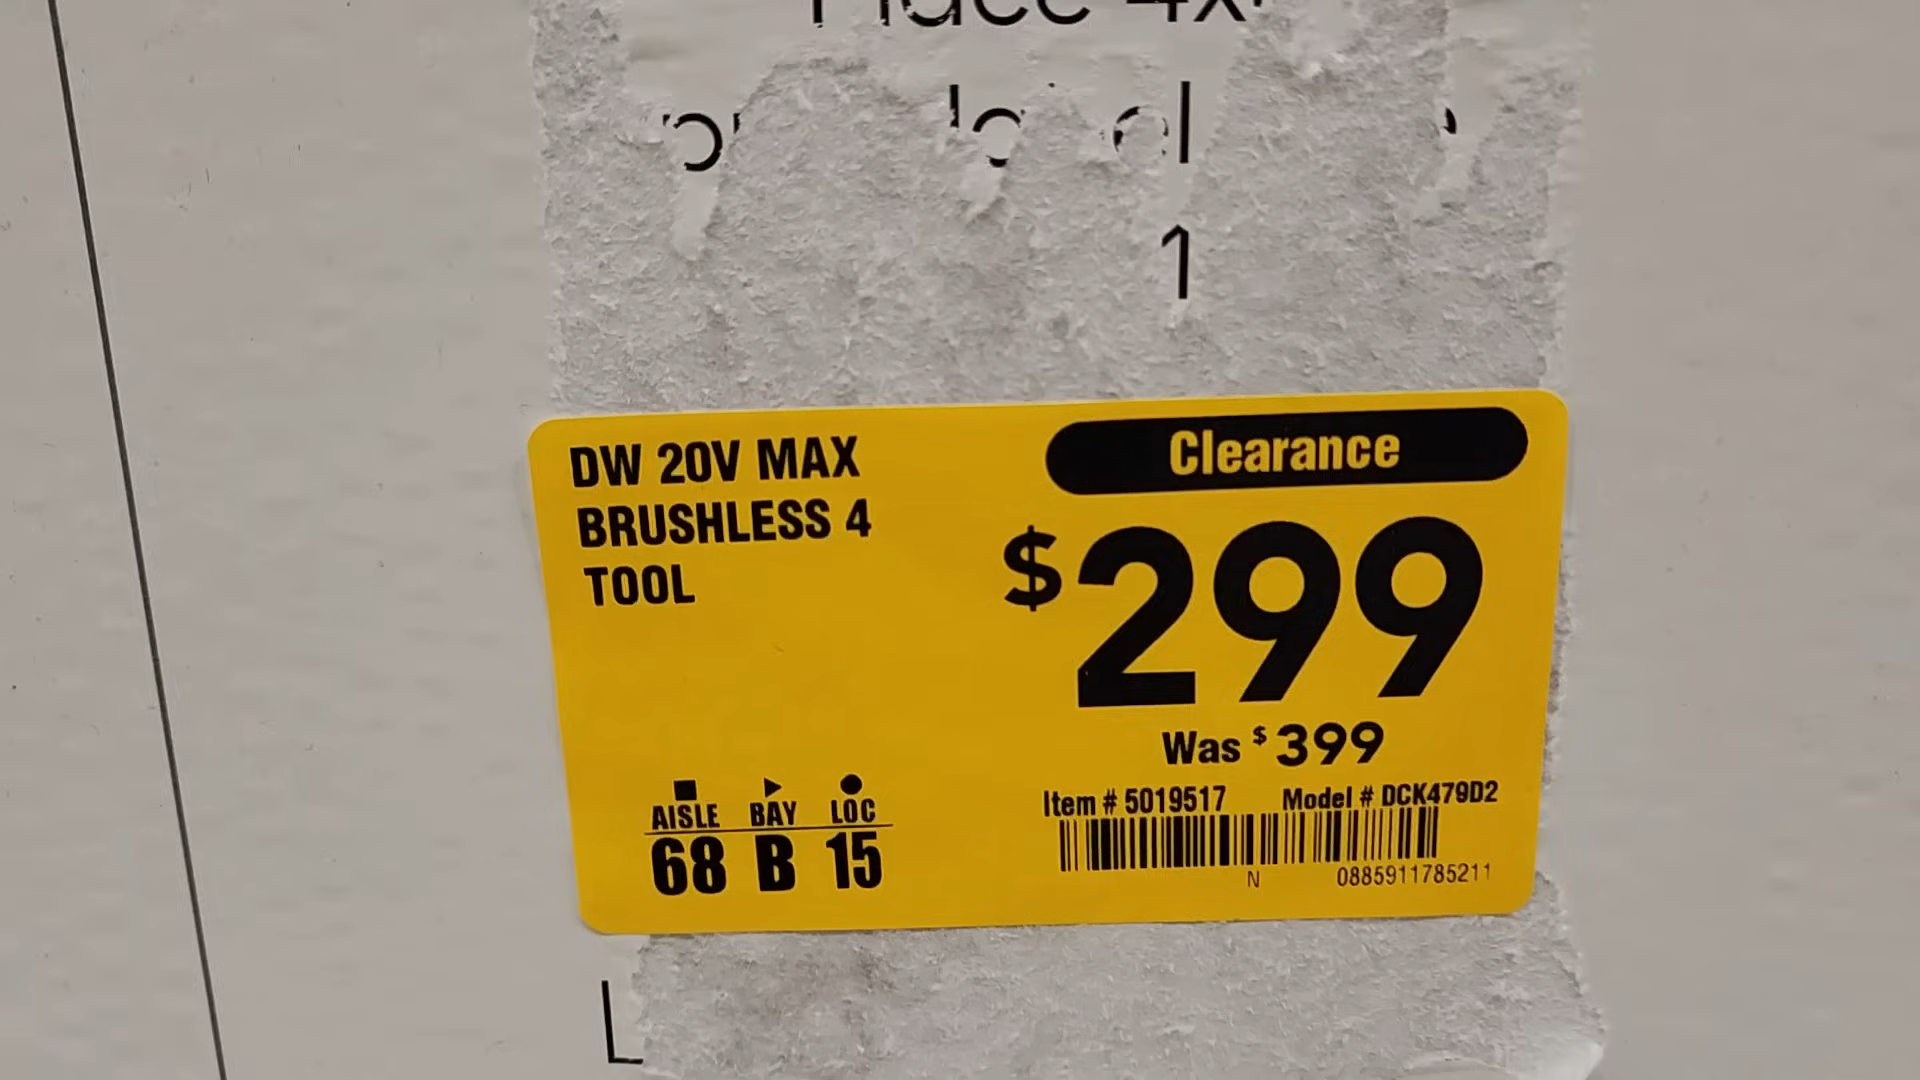 1
DW 20V MAX
BRUSHLESS 4
TOOL
Clearance
$299
Was $399
Item # 5019517 Model # DCK479D2
AISLE BAY LOC
68 B 15
N 0885911785211
L